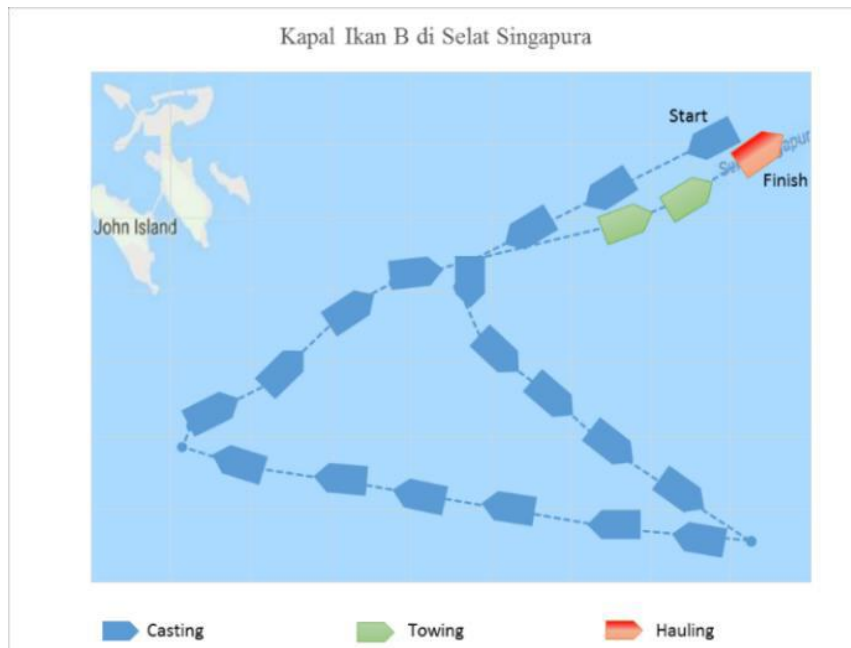 Kapal Ikan B di Selat Singapura
Start
Finish
John Island
Casting
Towing
Hauling